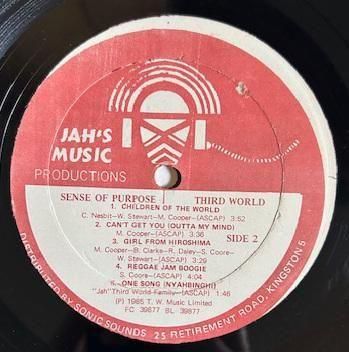 JAH'S
MUSIC
PRODUCTIONS
SENSE OF PURPOSE THIRD WORLD
1. CHILDREN OF THE WORLD
C. Nesbit-W. Stewart-M. Cooper-(ASCAP) 3:52
2. CAN'T GET YOU (OUTTA MY MIND)
M. Cooper-(ASCAP) 3:36
3. GIRL FROM HIROSHIMA
SIDE 2
M. Cooper-B. Clarke-R. Daley-S. Coore-
W. Stewart-(ASCAP) 3:29
4. REGGAE JAM BOOGIE
S. Coore-(ASCAP) 3:56
5. ONE SONG (NYAHBINGHI)
"Jah" Third World Family-(ASCAP) 1:46
(P) 1985 T. W. Music Limited
FC 39877 BL 39877
DISTRIBUTED BY SONIC SOUNDS 25 RETIREMENT ROAD, KINGSTON 5